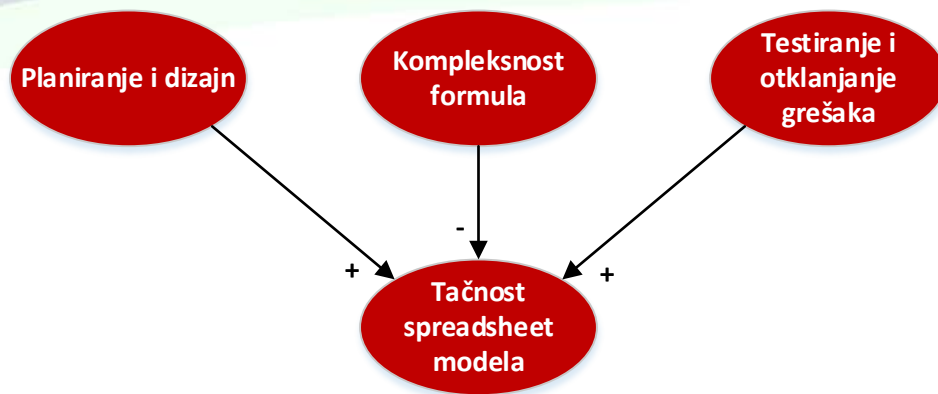 Planiranje i dizajn
Kompleksnost
formula
Testiranje i
otklanjanje
grešaka
+
-
+
Tačnost
spreadsheet
modela